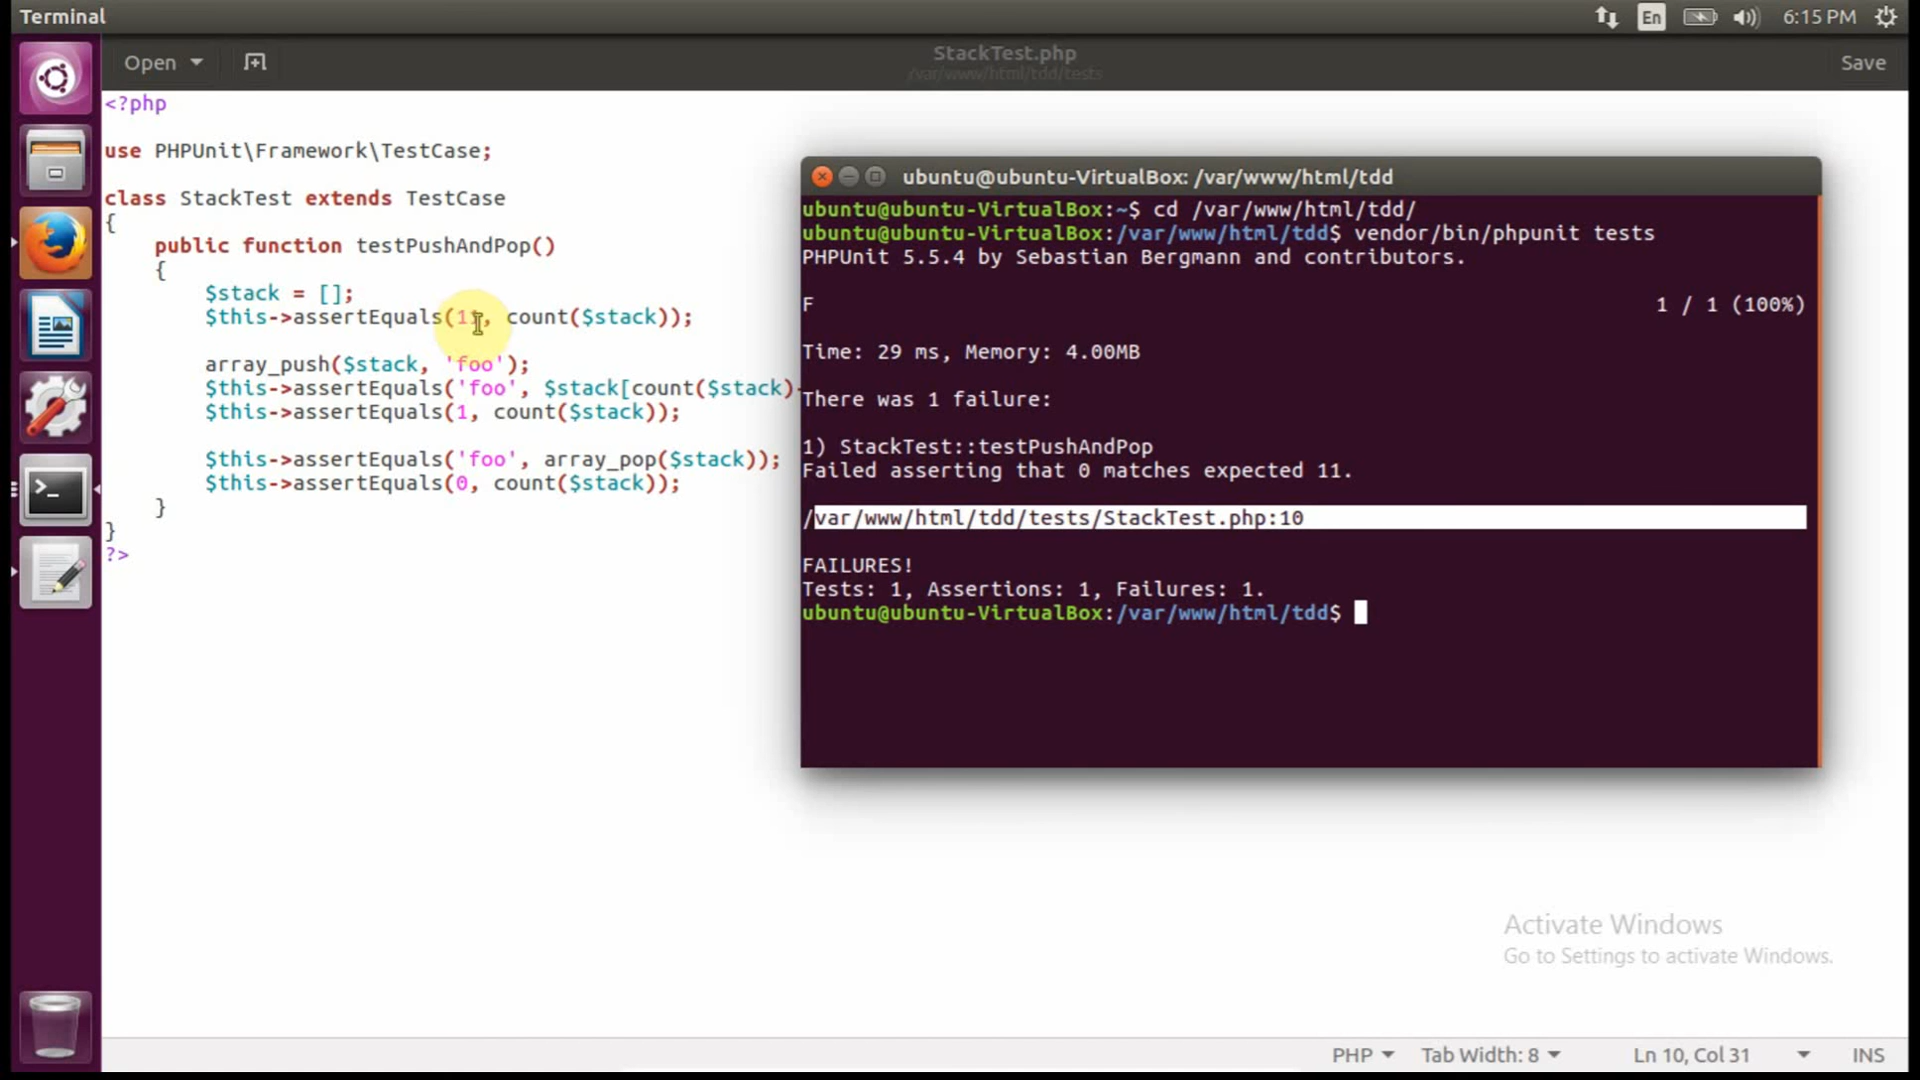 Terminal
En
6:15 PM
Open
StackTest.php
/var/www/html/tdd/tests
Save
<?php
use PHPUnit\Framework\TestCase;
class StackTest extends TestCase
{
public function testPushAndPop()
{
$stack = [];
$this->assertEquals(11, count($stack));
array_push($stack, 'foo');
$this->assertEquals('foo', $stack[count($stack)-
$this->assertEquals(1, count($stack));
$this->assertEquals('foo', array_pop($stack));
$this->assertEquals(0, count($stack));
}
}
?>
ubuntu@ubuntu-VirtualBox: /var/www/html/tdd
ubuntu@ubuntu-VirtualBox:~$ cd /var/www/html/tdd/
ubuntu@ubuntu-VirtualBox:/var/www/html/tdd$ vendor/bin/phpunit tests
PHPUnit 5.5.4 by Sebastian Bergmann and contributors.
F 1 / 1 (100%)
Time: 29 ms, Memory: 4.00MB
There was 1 failure:
1) StackTest::testPushAndPop
Failed asserting that 0 matches expected 11.
/var/www/html/tdd/tests/StackTest.php:10
FAILURES!
Tests: 1, Assertions: 1, Failures: 1.
ubuntu@ubuntu-VirtualBox:/var/www/html/tdd$
Activate Windows
Go to Settings to activate Windows.
PHP
Tab Width: 8
Ln 10, Col 31
INS